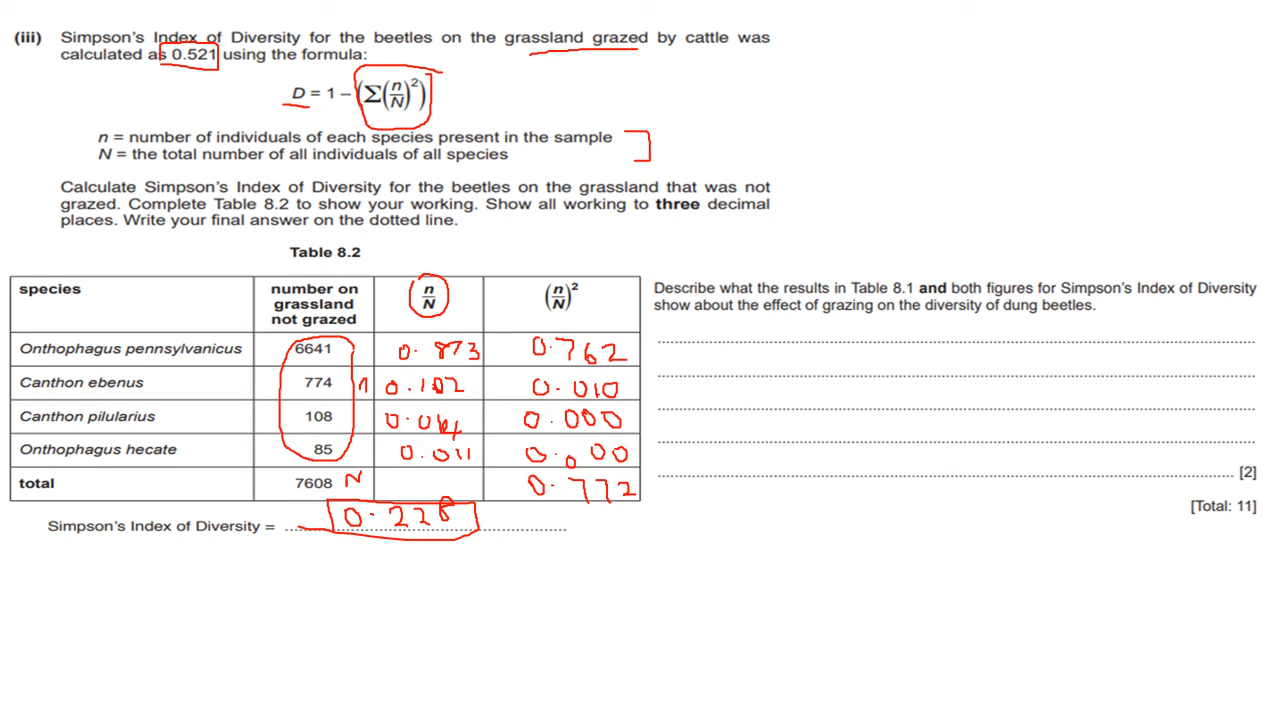 (iii) Simpson's Index of Diversity for the beetles on the grassland grazed by cattle was
calculated as 0.521 using the formula:
D = 1 – (Σ(n/N)²)
n = number of individuals of each species present in the sample
N = the total number of all individuals of all species
Calculate Simpson's Index of Diversity for the beetles on the grassland that was not
grazed. Complete Table 8.2 to show your working. Show all working to three decimal
places. Write your final answer on the dotted line.
Table 8.2
species number on grassland not grazed n/N (n/N)²
Onthophagus pennsylvanicus 6641 0.873 0.762
Canthon ebenus 774 n 0.102 0.010
Canthon pilularius 108 0.000
Onthophagus hecate 85 0.011 0.000
total 7608 N 0.772
Simpson's Index of Diversity = 0.228
Describe what the results in Table 8.1 and both figures for Simpson's Index of Diversity
show about the effect of grazing on the diversity of dung beetles.
[2]
[Total: 11]